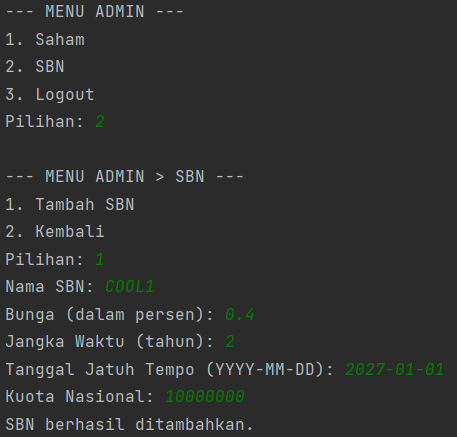 --- MENU ADMIN ---
1. Saham
2. SBN
3. Logout
Pilihan: 2
--- MENU ADMIN > SBN ---
1. Tambah SBN
2. Kembali
Pilihan: 1
Nama SBN: COOL1
Bunga (dalam persen): 0.4
Jangka Waktu (tahun): 2
Tanggal Jatuh Tempo (YYYY-MM-DD): 2027-01-01
Kuota Nasional: 10000000
SBN berhasil ditambahkan.